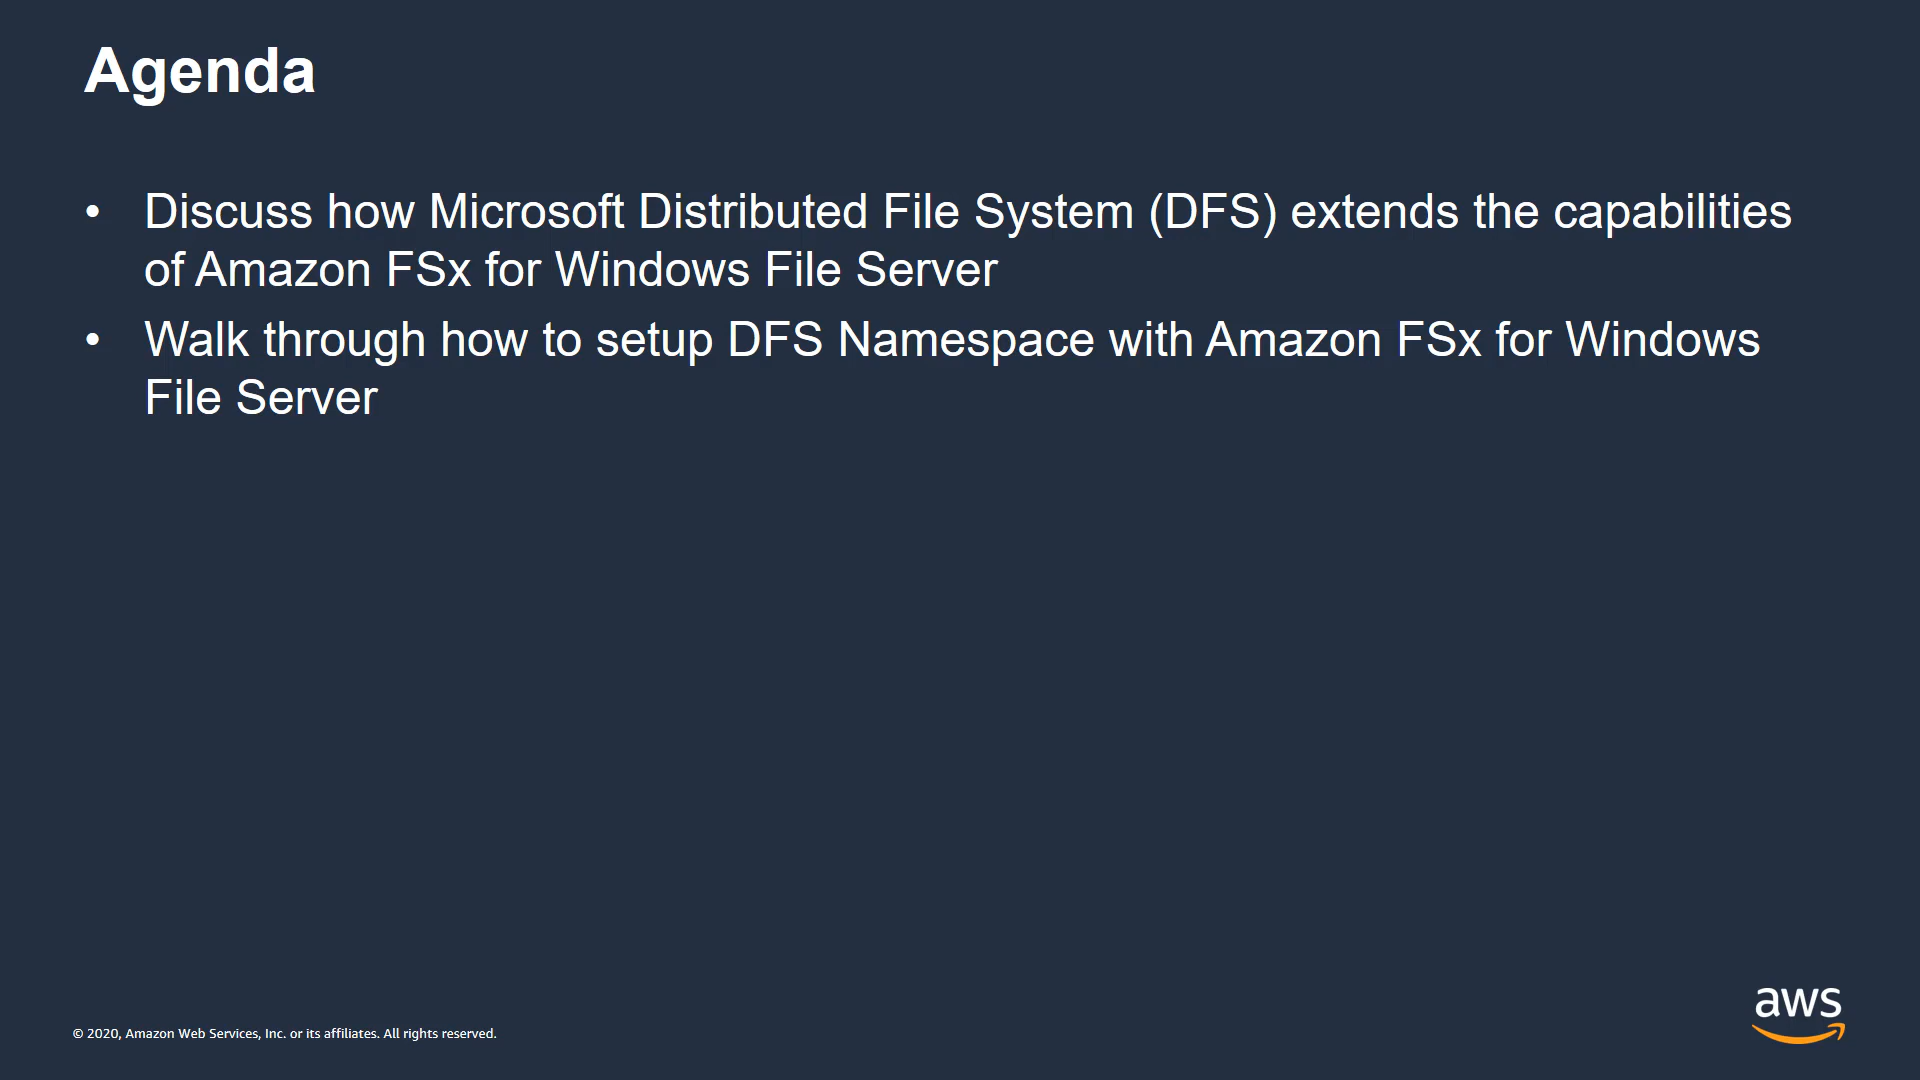 Agenda
• Discuss how Microsoft Distributed File System (DFS) extends the capabilities
of Amazon FSx for Windows File Server
• Walk through how to setup DFS Namespace with Amazon FSx for Windows
File Server
© 2020, Amazon Web Services, Inc. or its affiliates. All rights reserved.
aws